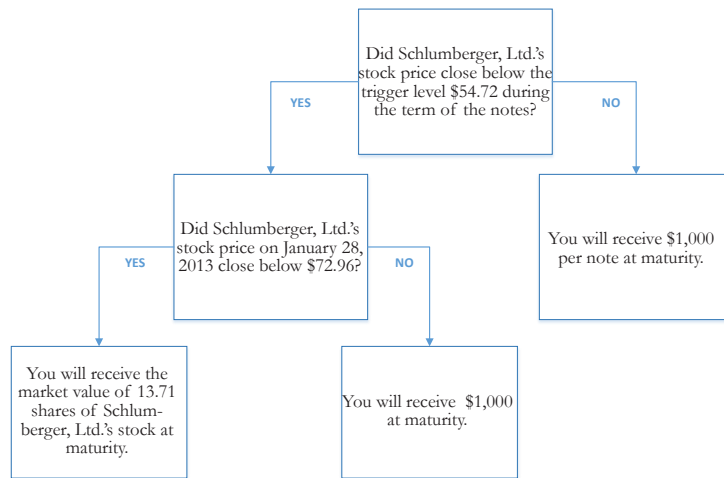 Did Schlumberger, Ltd.'s
stock price close below the
trigger level $54.72 during
the term of the notes?
YES
NO
Did Schlumberger, Ltd.'s
stock price on January 28,
2013 close below $72.96?
You will receive $1,000
per note at maturity.
YES
NO
You will receive the
market value of 13.71
shares of Schlum-
berger, Ltd.'s stock at
maturity.
You will receive $1,000
at maturity.